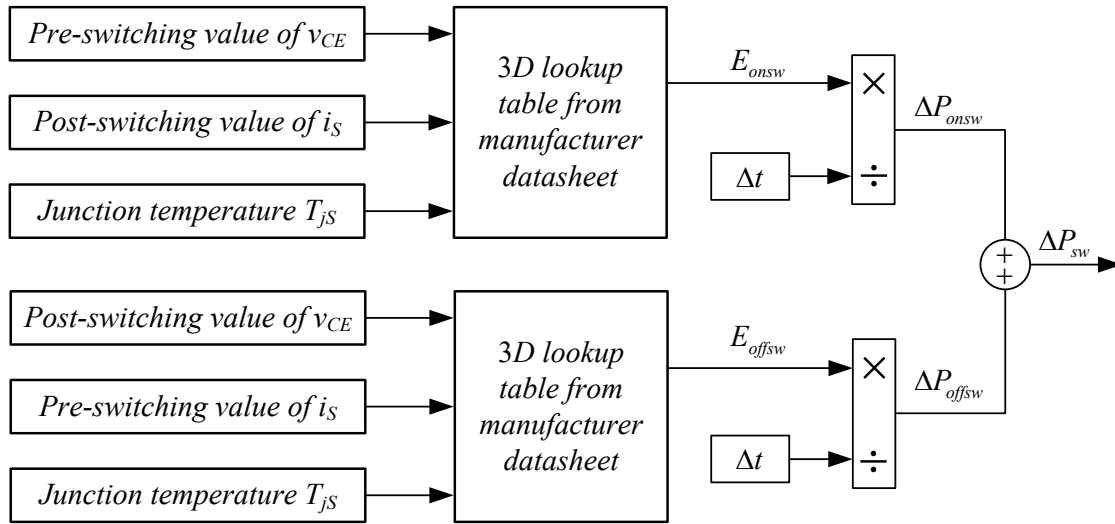 Pre-switching value of vCE
Post-switching value of iS
Junction temperature TjS
3D lookup
table from
manufacturer
datasheet
Eonsw
×
Δt
÷
ΔPonsw
Post-switching value of vCE
Pre-switching value of iS
Junction temperature TjS
3D lookup
table from
manufacturer
datasheet
Eoffsw
×
Δt
÷
ΔPoffsw
+
+
ΔPsw